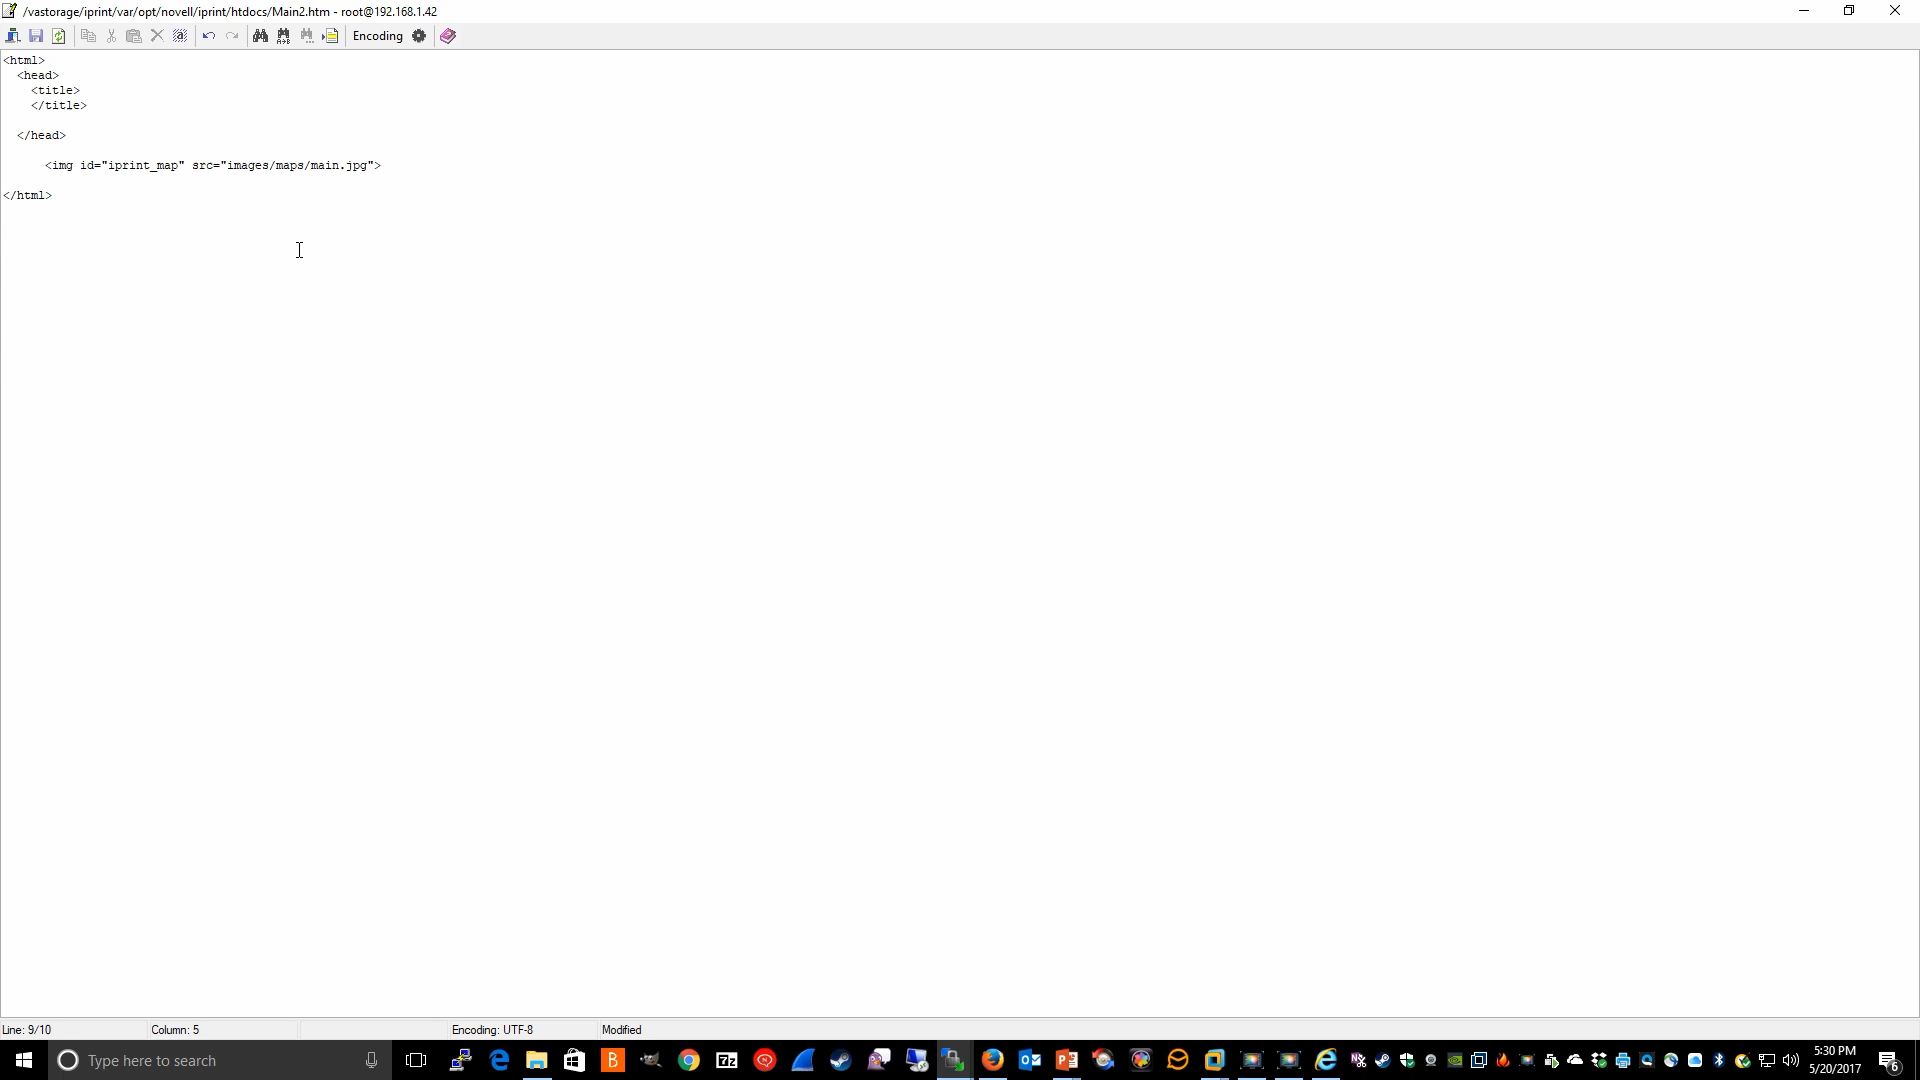 /vastorage/iprint/var/opt/novell/iprint/htdocs/Main2.htm - root@192.168.1.42
Encoding
<html>
<head>
<title>
</title>
</head>
<img id="iprint_map" src="images/maps/main.jpg">
</html>
Line: 9/10
Column: 5
Encoding: UTF-8
Modified
Type here to search
B
7z
5:30 PM
5/20/2017
6